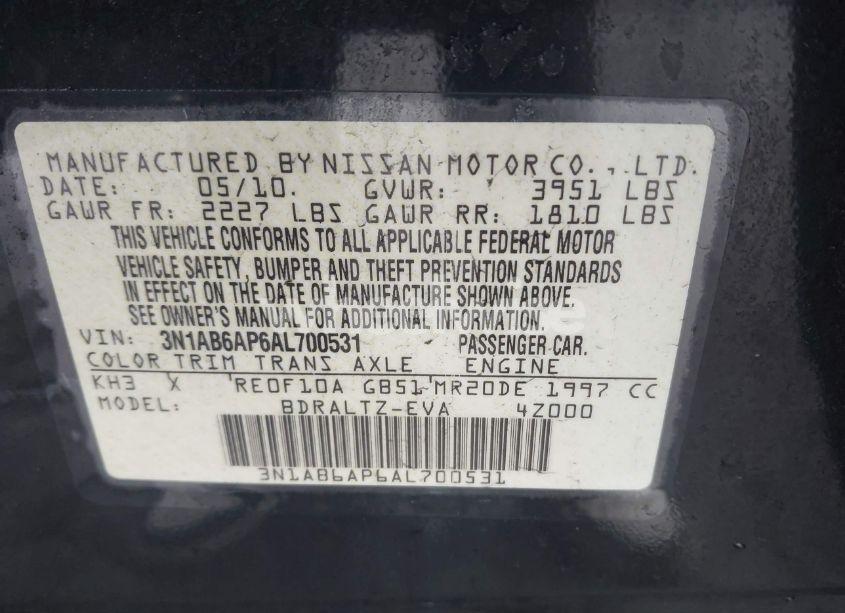 MANUFACTURED BY NISSAN MOTOR CO., LTD.
DATE: 05/10. GVWR: 3951 LBS
GAWR FR: 2227 LBS GAWR RR: 1810 LBS
THIS VEHICLE CONFORMS TO ALL APPLICABLE FEDERAL MOTOR
VEHICLE SAFETY, BUMPER AND THEFT PREVENTION STANDARDS
IN EFFECT ON THE DATE OF MANUFACTURE SHOWN ABOVE.
SEE OWNER'S MANUAL FOR ADDITIONAL INFORMATION.
VIN: 3N1AB6AP6AL700531 PASSENGER CAR.
COLOR TRIM TRANS AXLE ENGINE
KH3 X RE0F10A GB51 MR20DE 1997 CC
MODEL: BDRALTZ-EVA 4Z000
3N1AB6AP6AL700531